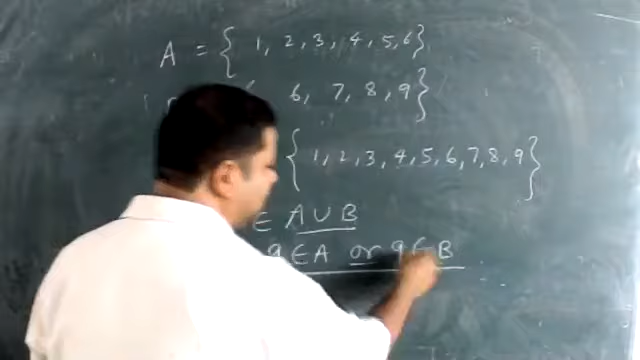 A = { 1, 2, 3, 4, 5, 6 }
6, 7, 8, 9 }
{ 1, 2, 3, 4, 5, 6, 7, 8, 9 }
∈ A ∪ B
9 ∈ A or 9 ∈ B